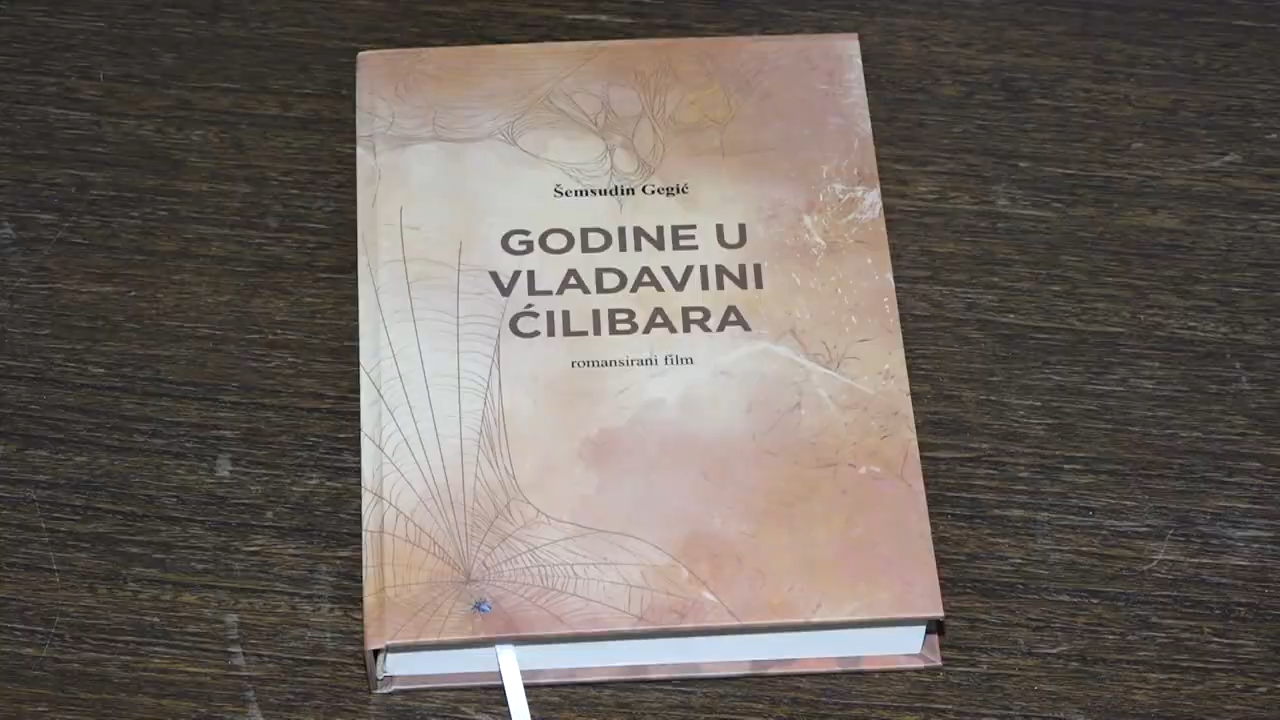 Šemsudin Gegić
GODINE U
VLADAVINI
ĆILIBARA
romansirani film